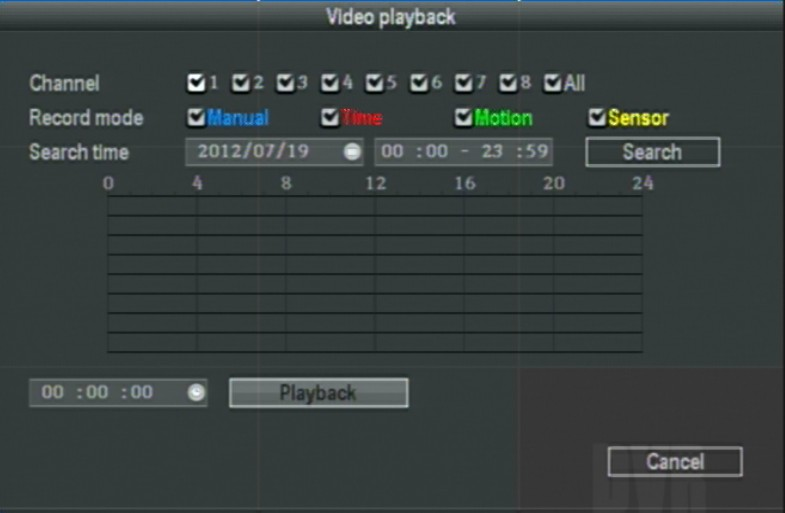 Video playback
Channel 1 2 3 4 5 6 7 8 All
Record mode Manual Time Motion Sensor
Search time 2012/07/19 00 :00 - 23 :59 Search
0 4 8 12 16 20 24
00 :00 :00 Playback
Cancel
DVR